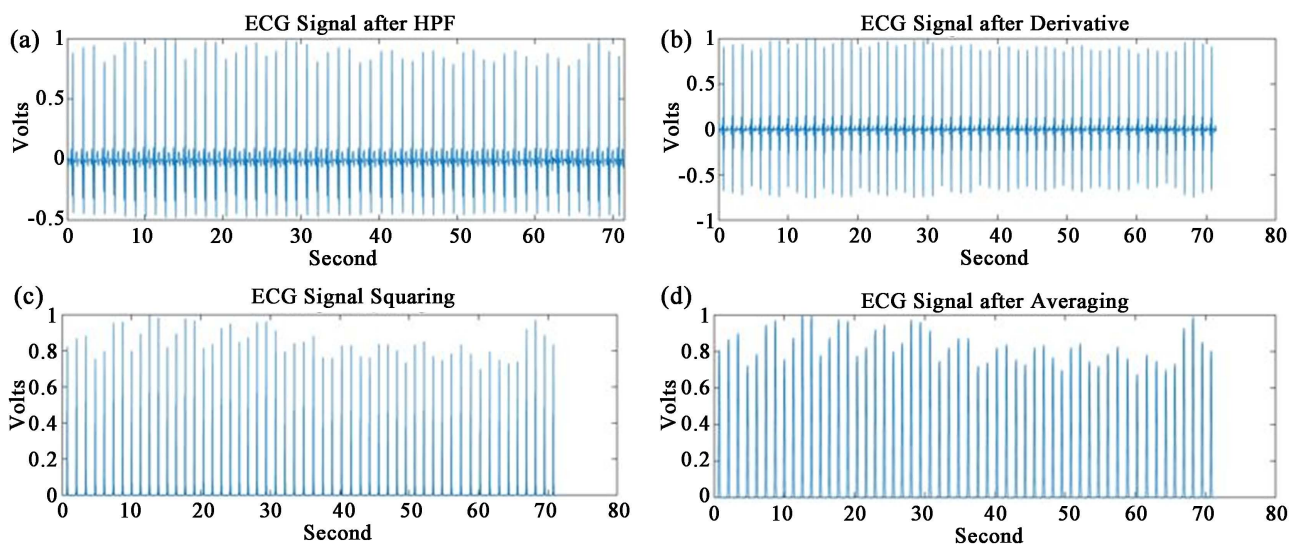 (a) ECG Signal after HPF
1
0.5
0
-0.5
Volts
0 10 20 30 40 50 60 70
Second
(b) ECG Signal after Derivative
1
0.5
0
-0.5
-1
Volts
0 10 20 30 40 50 60 70 80
Second
(c) ECG Signal Squaring
1
0.8
0.6
0.4
0.2
0
Volts
0 10 20 30 40 50 60 70 80
Second
(d) ECG Signal after Averaging
1
0.8
0.6
0.4
0.2
0
Volts
0 10 20 30 40 50 60 70 80
Second